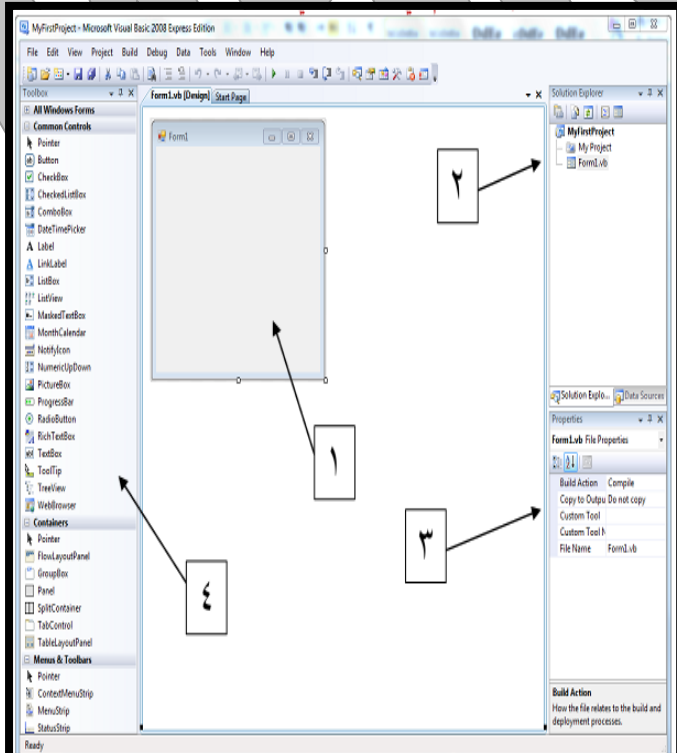 MyFirstProject - Microsoft Visual Basic 2008 Express Edition
File Edit View Project Build Debug Data Tools Window Help
Toolbox
All Windows Forms
Common Controls
Pointer
Button
CheckBox
CheckedListBox
ComboBox
DateTimePicker
Label
LinkLabel
ListBox
ListView
MaskedTextBox
MonthCalendar
NotifyIcon
NumericUpDown
PictureBox
ProgressBar
RadioButton
RichTextBox
TextBox
ToolTip
TreeView
WebBrowser
Containers
Pointer
FlowLayoutPanel
GroupBox
Panel
SplitContainer
TabControl
TableLayoutPanel
Menus & Toolbars
Pointer
ContextMenuStrip
MenuStrip
StatusStrip
Form1.vb [Design] Start Page
Form1
١
٢
٣
٤
Solution Explorer
MyFirstProject
My Project
Form1.vb
Solution Explo... Data Sources
Properties
Form1.vb File Properties
Build Action Compile
Copy to Outpu Do not copy
Custom Tool
Custom Tool N
File Name Form1.vb
Build Action
How the file relates to the build and
deployment processes.
Ready